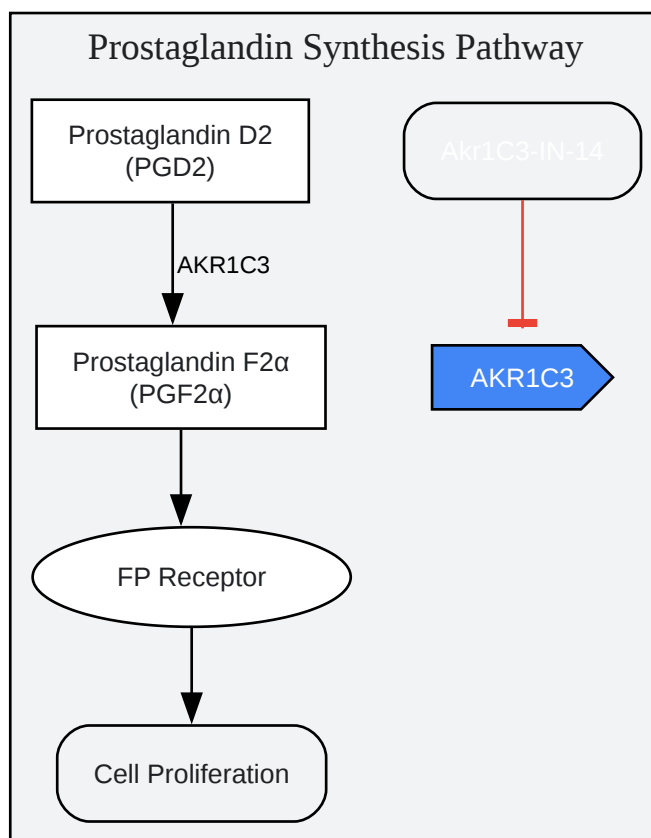 Prostaglandin Synthesis Pathway
Prostaglandin D2
(PGD2)
Akr1C3-IN-14
AKR1C3
Prostaglandin F2α
(PGF2α)
AKR1C3
FP Receptor
Cell Proliferation